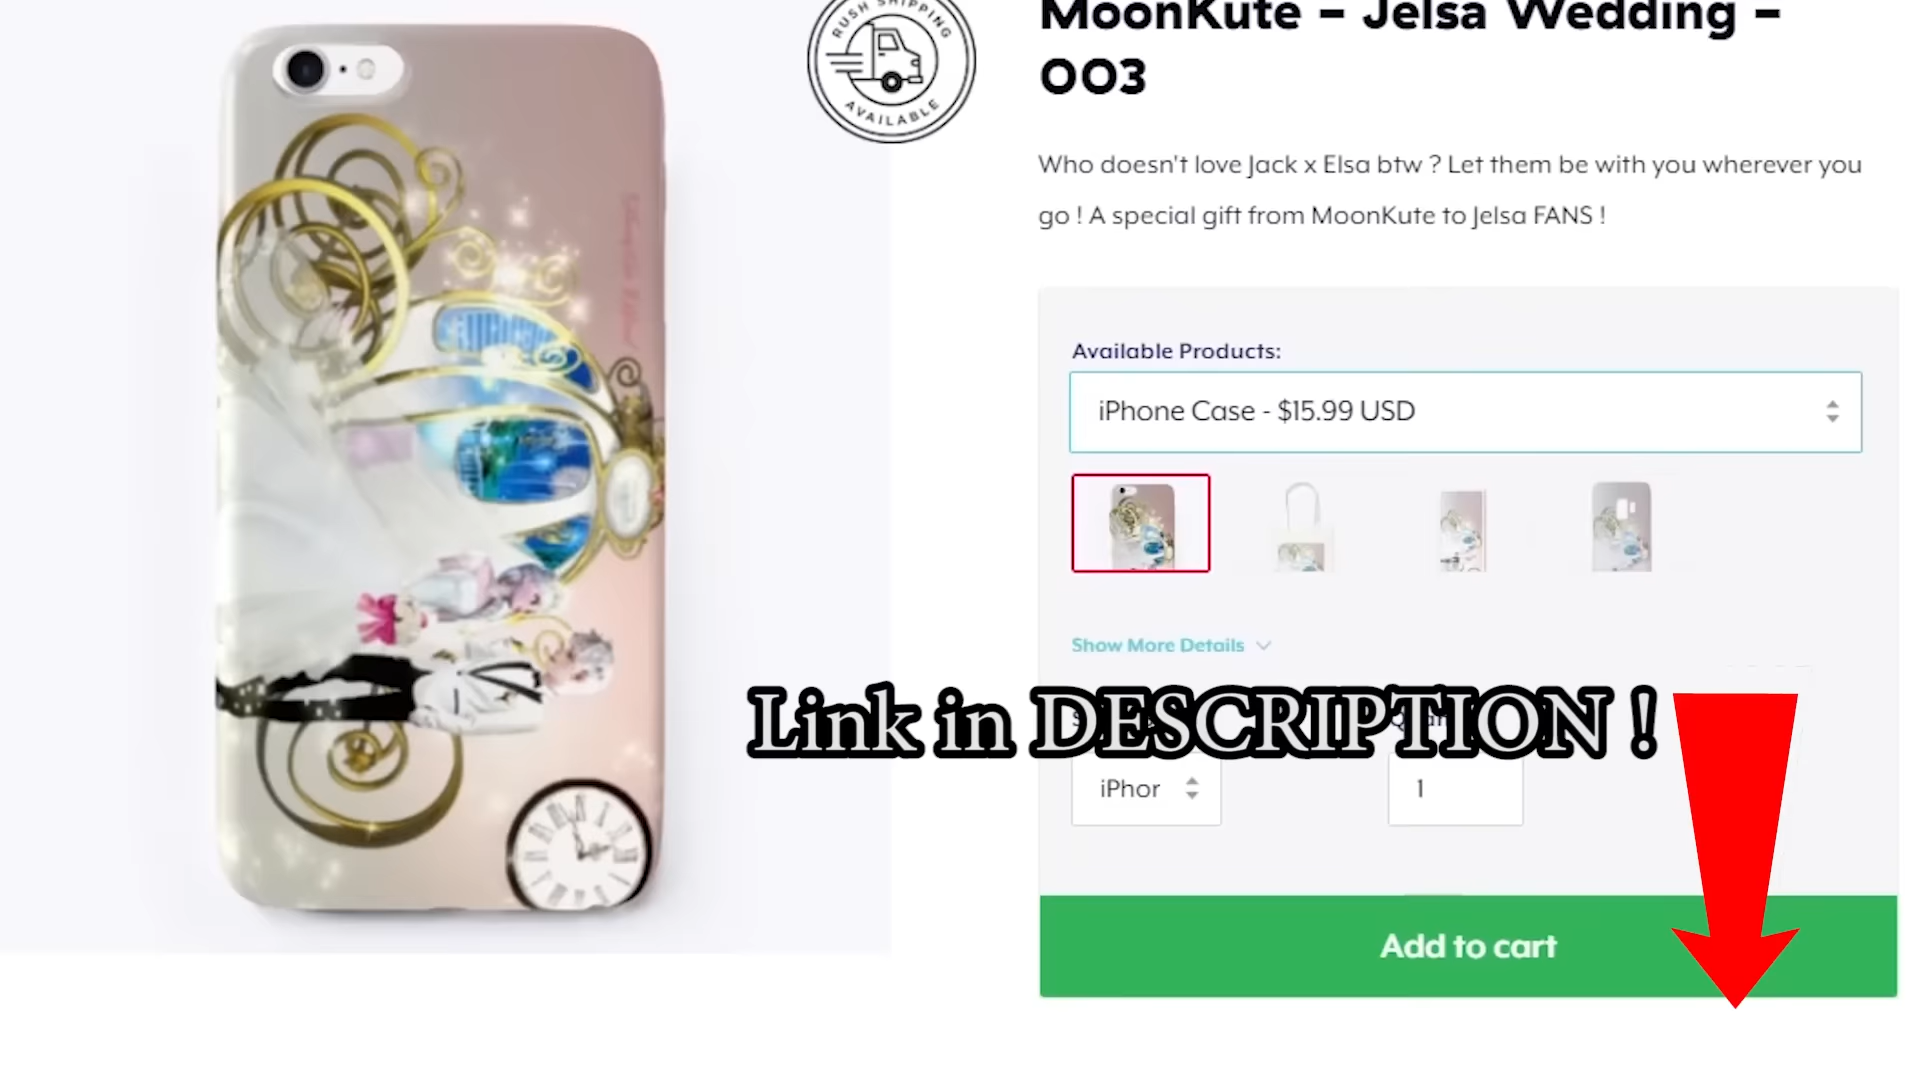 RUSH SHIPPING
AVAILABLE
MoonKute - Jelsa Wedding -
003
Who doesn't love Jack x Elsa btw ? Let them be with you wherever you
go ! A special gift from MoonKute to Jelsa FANS !
Available Products:
iPhone Case - $15.99 USD
Show More Details
Link in DESCRIPTION !
iPhor
1
Add to cart